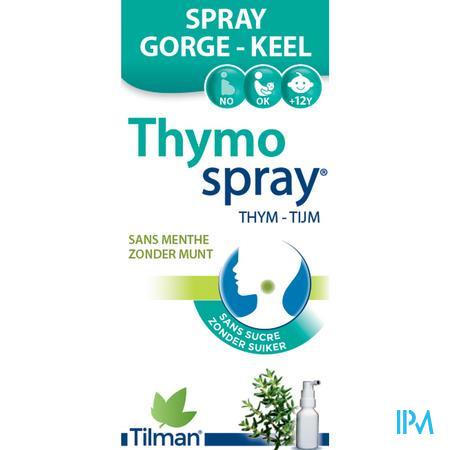 SPRAY
GORGE - KEEL
NO OK +12Y
Thymo
spray®
THYM - TIJM
SANS MENTHE
ZONDER MUNT
SANS SUCRE
ZONDER SUIKER
Tilman®
IPM